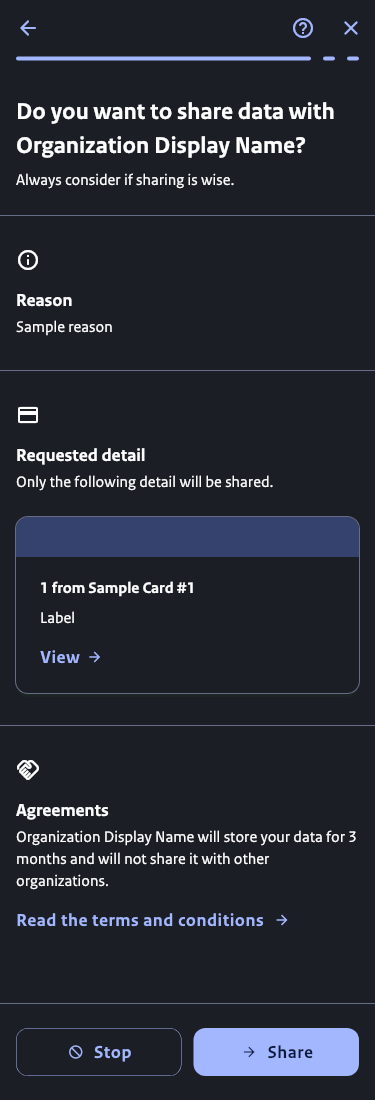 Do you want to share data with
Organization Display Name?
Always consider if sharing is wise.
Reason
Sample reason
Requested detail
Only the following detail will be shared.
1 from Sample Card #1
Label
View
Agreements
Organization Display Name will store your data for 3
months and will not share it with other
organizations.
Read the terms and conditions
Stop
Share